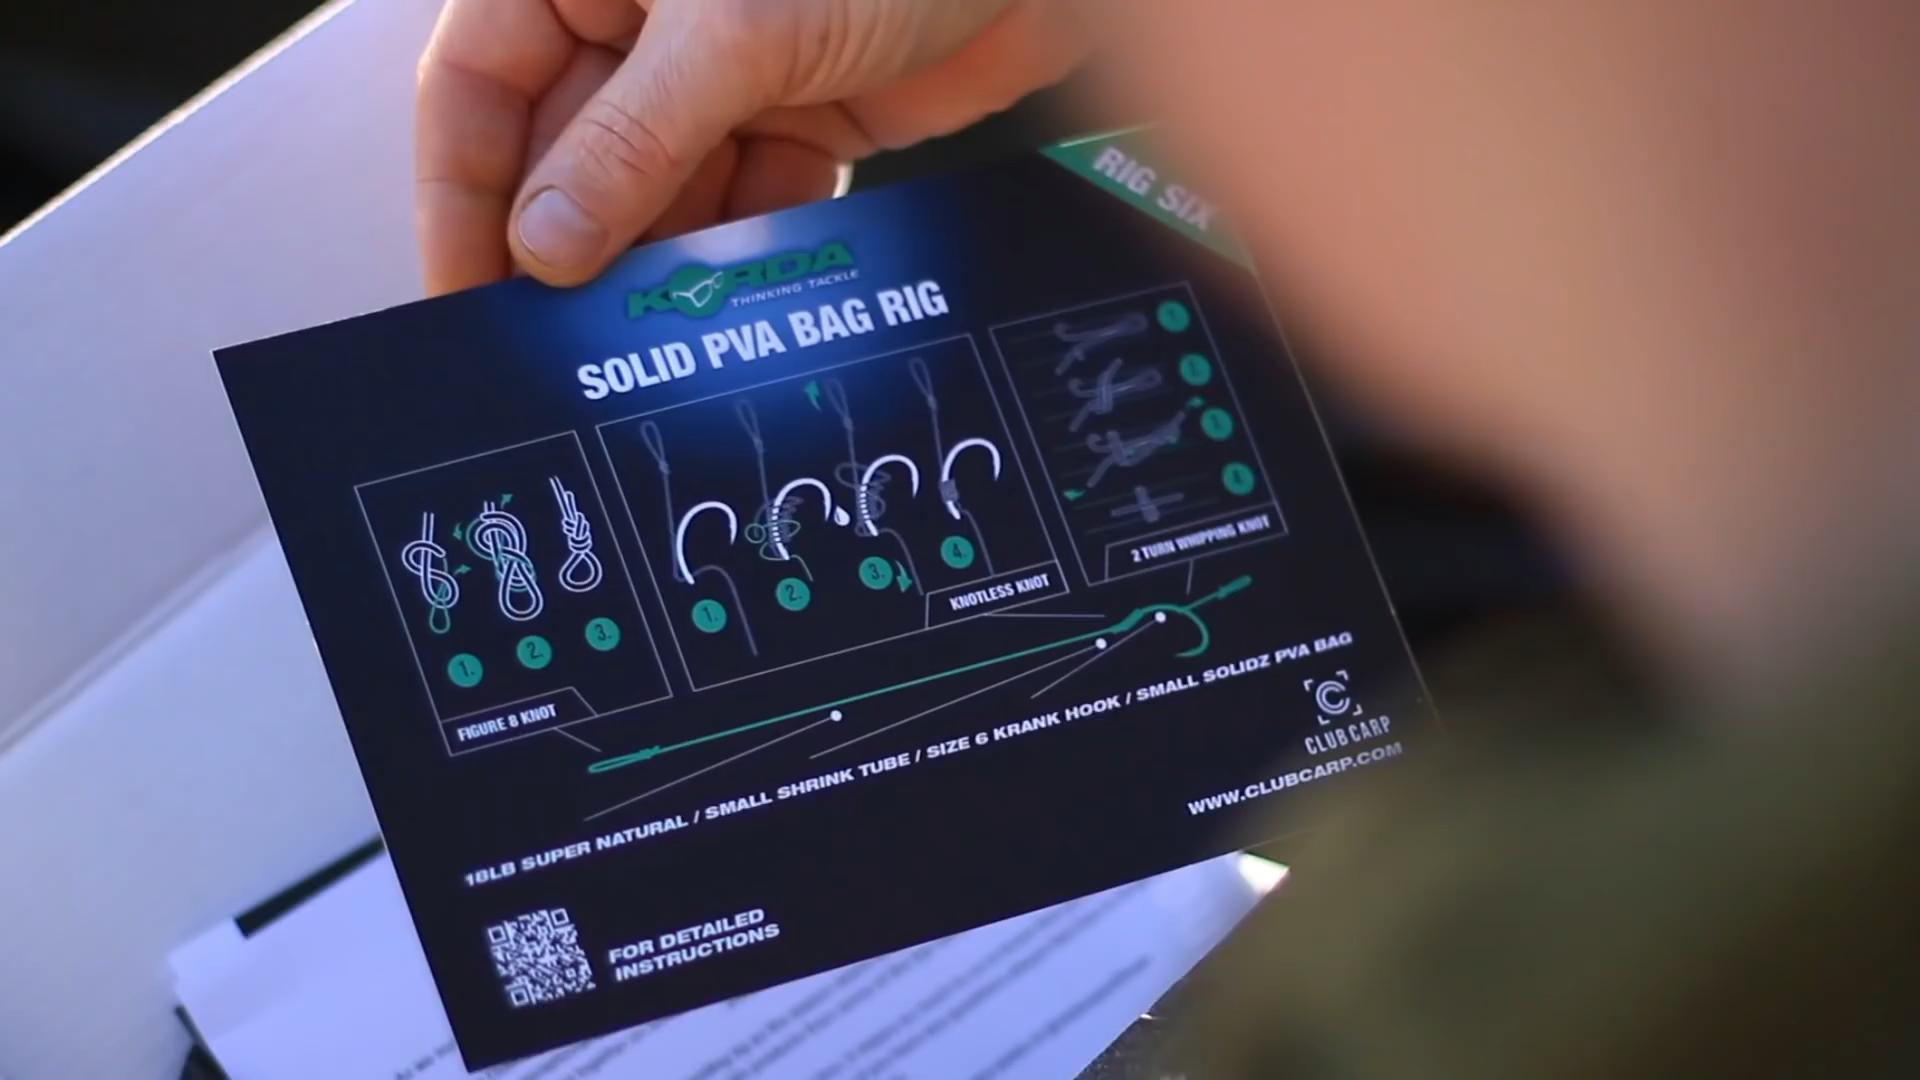 RIG SIX
KORDA
THINKING TACKLE
SOLID PVA BAG RIG
1.
2.
3.
FIGURE 8 KNOT
1.
2.
3.
4.
KNOTLESS KNOT
1.
2.
3.
4.
2 TURN WHIPPING KNOT
18LB SUPER NATURAL / SMALL SHRINK TUBE / SIZE 6 KRANK HOOK / SMALL SOLIDZ PVA BAG
CLUB CARP
WWW.CLUBCARP.COM
FOR DETAILED
INSTRUCTIONS